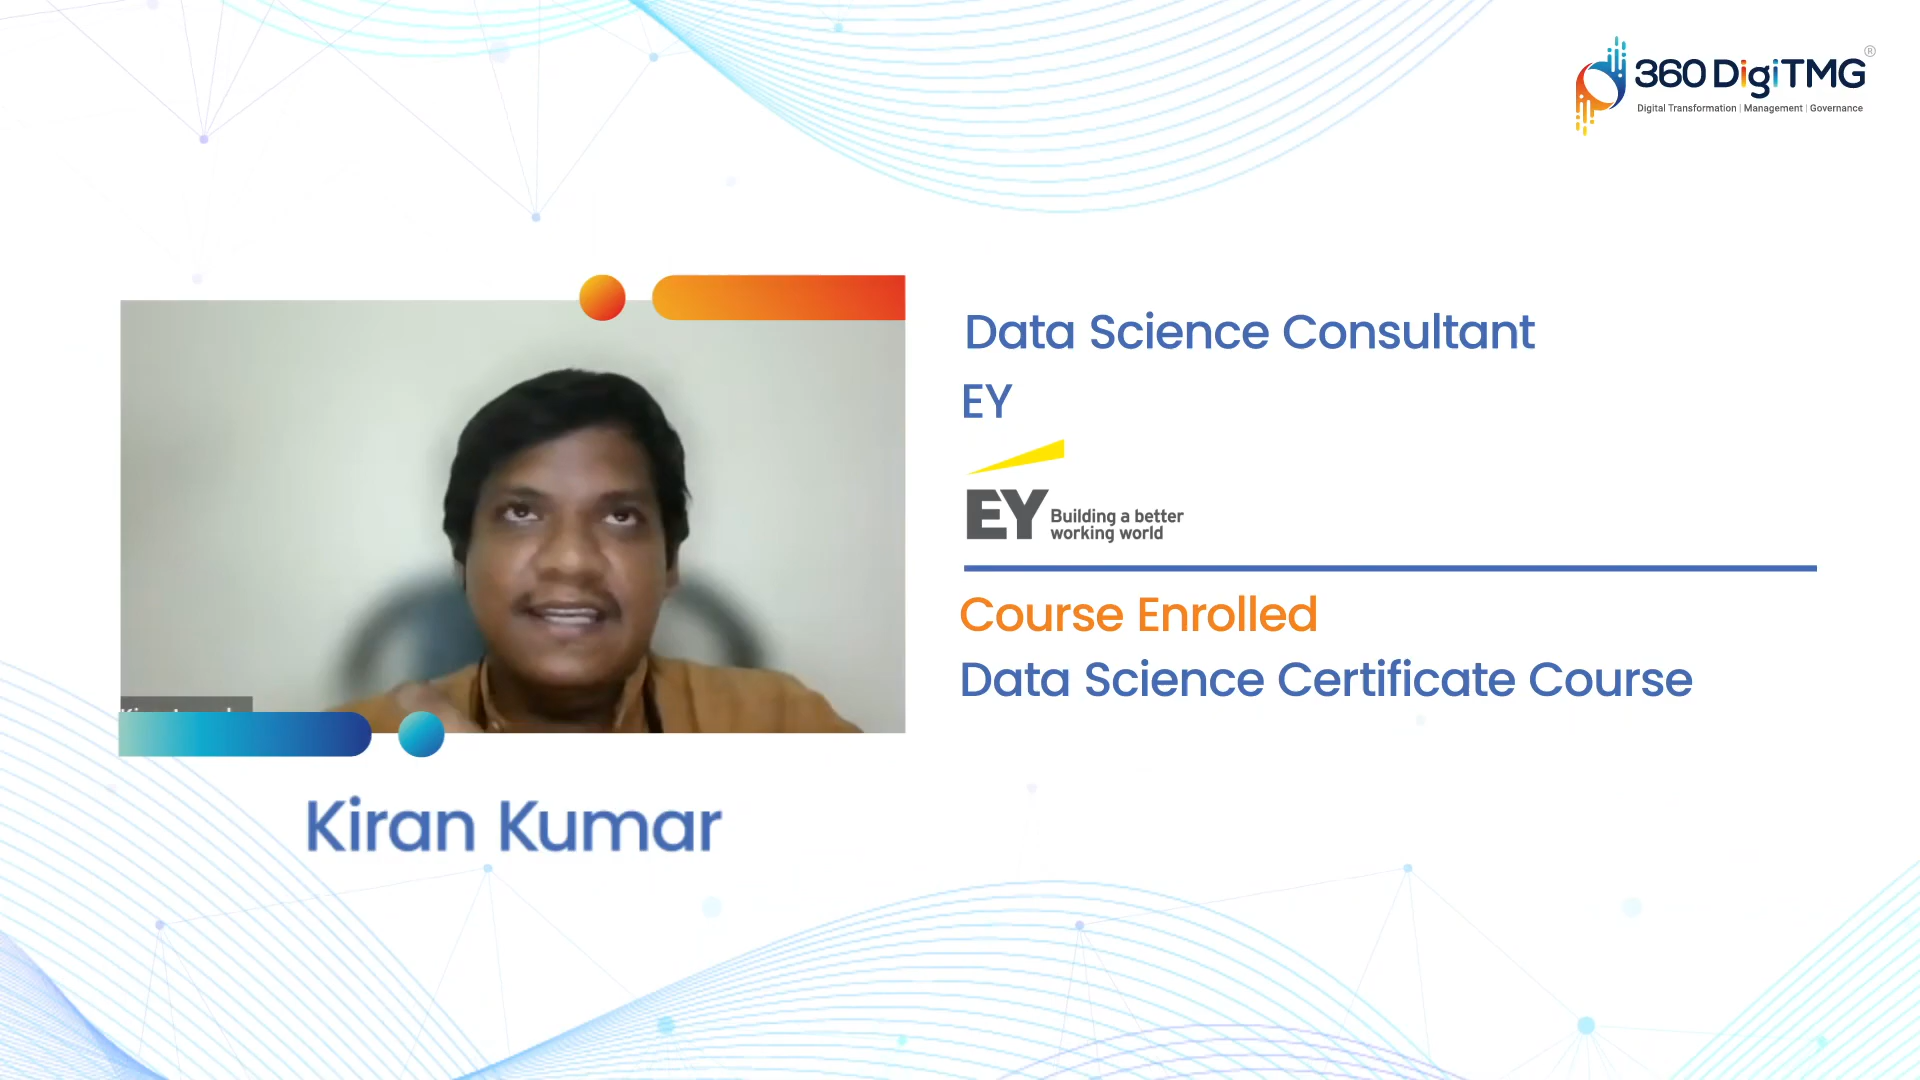 360 DigiTMG®
Digital Transformation | Management | Governance
Data Science Consultant
EY
EY Building a better
working world
Course Enrolled
Data Science Certificate Course
Kiran Kumar